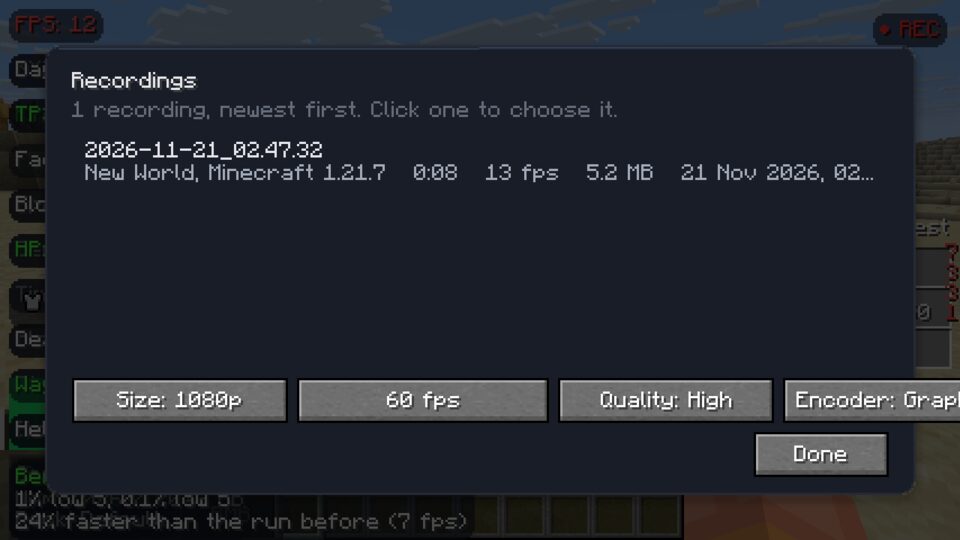 FPS: 12
• REC
Recordings
1 recording, newest first. Click one to choose it.
2026-11-21_02.47.32
New World, Minecraft 1.21.7 0:08 13 fps 5.2 MB 21 Nov 2026, 02...
Size: 1080p
60 fps
Quality: High
Encoder: Grap
Done
1% low 5, 0.1% low 5
24% faster than the run before (7 fps)